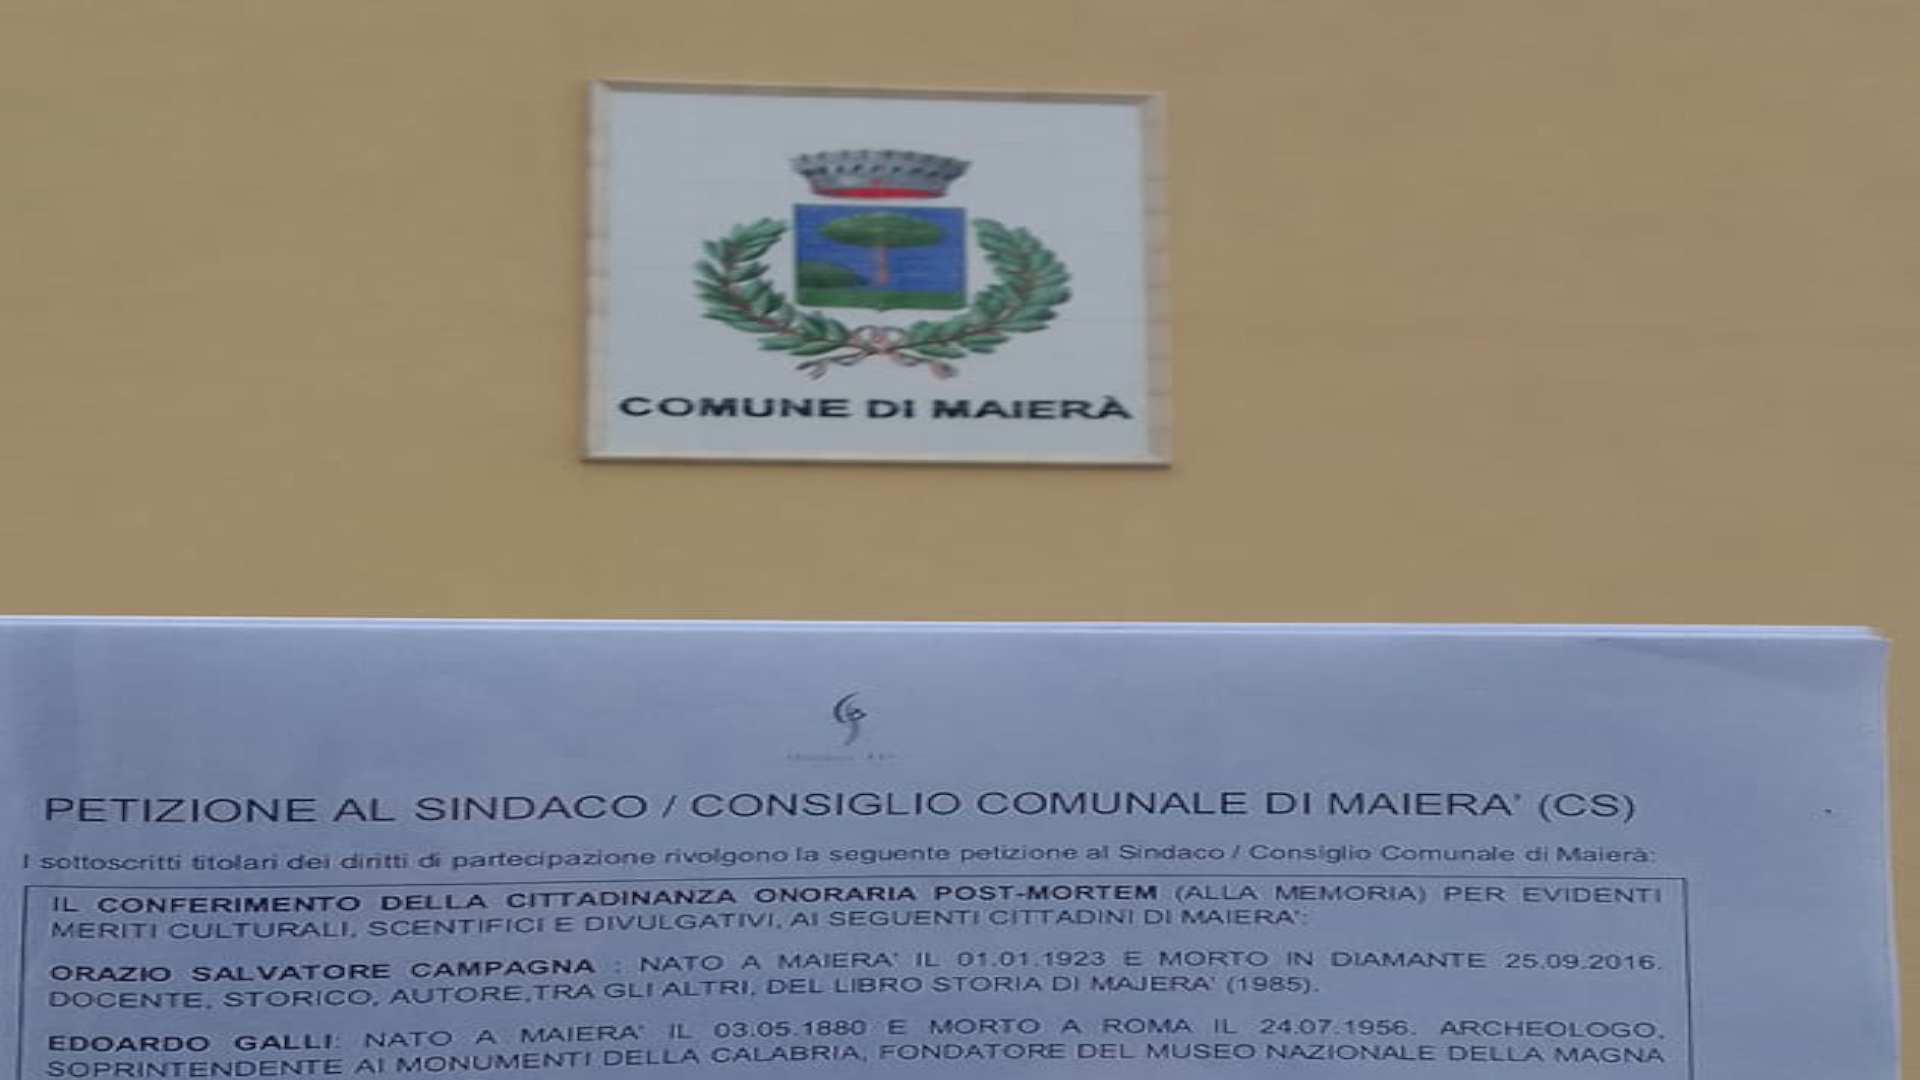 COMUNE DI MAIERÀ
PETIZIONE AL SINDACO / CONSIGLIO COMUNALE DI MAIERA' (CS)
I sottoscritti titolari dei diritti di partecipazione rivolgono la seguente petizione al Sindaco / Consiglio Comunale di Maierà:
IL CONFERIMENTO DELLA CITTADINANZA ONORARIA POST-MORTEM (ALLA MEMORIA) PER EVIDENTI
MERITI CULTURALI, SCENTIFICI E DIVULGATIVI, AI SEGUENTI CITTADINI DI MAIERA':
ORAZIO SALVATORE CAMPAGNA : NATO A MAIERA' IL 01.01.1923 E MORTO IN DIAMANTE 25.09.2016.
DOCENTE, STORICO, AUTORE,TRA GLI ALTRI, DEL LIBRO STORIA DI MAJERA' (1985).
EDOARDO GALLI: NATO A MAIERA' IL 03.05.1880 E MORTO A ROMA IL 24.07.1956. ARCHEOLOGO,
SOPRINTENDENTE AI MONUMENTI DELLA CALABRIA, FONDATORE DEL MUSEO NAZIONALE DELLA MAGNA